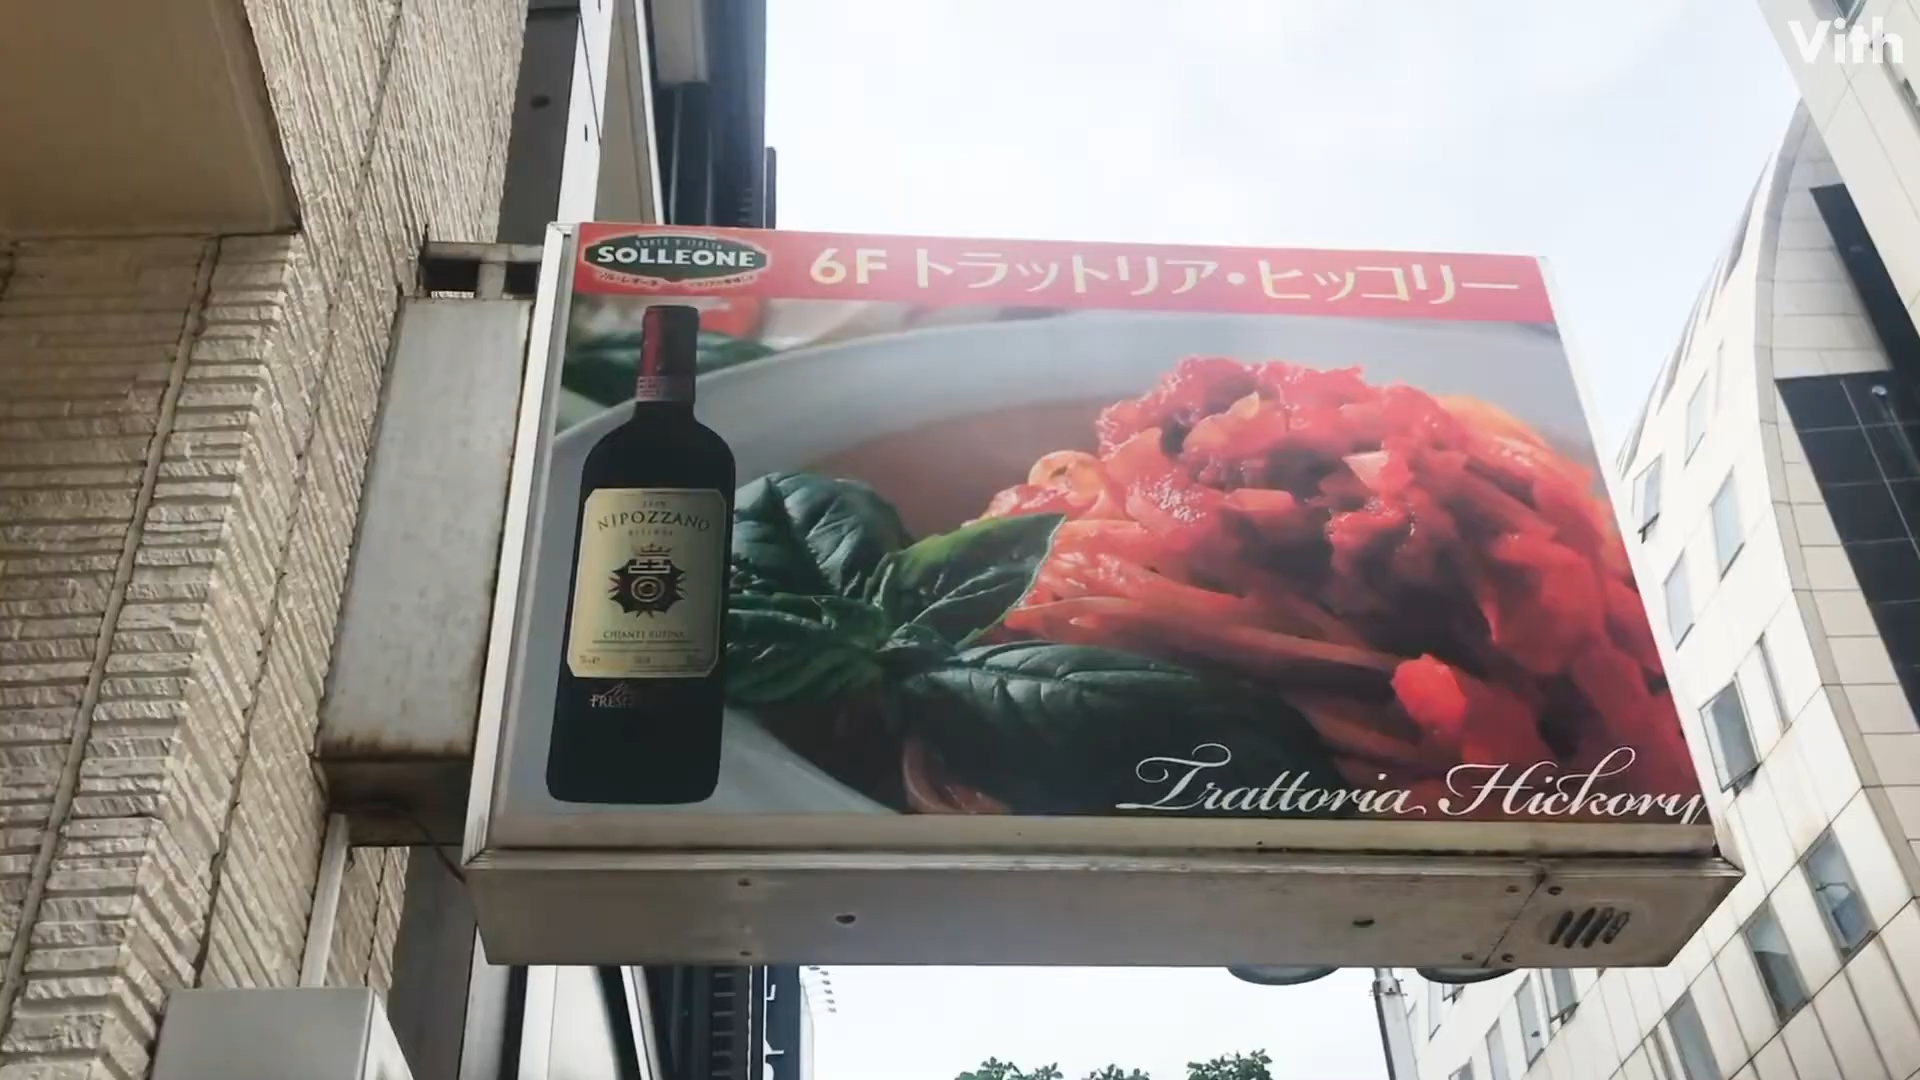 Vith
SOLLEONE
6F トラットリア・ヒッコリー
NIPOZZANO
CHIANTI RUFINA
Trattoria Hickory